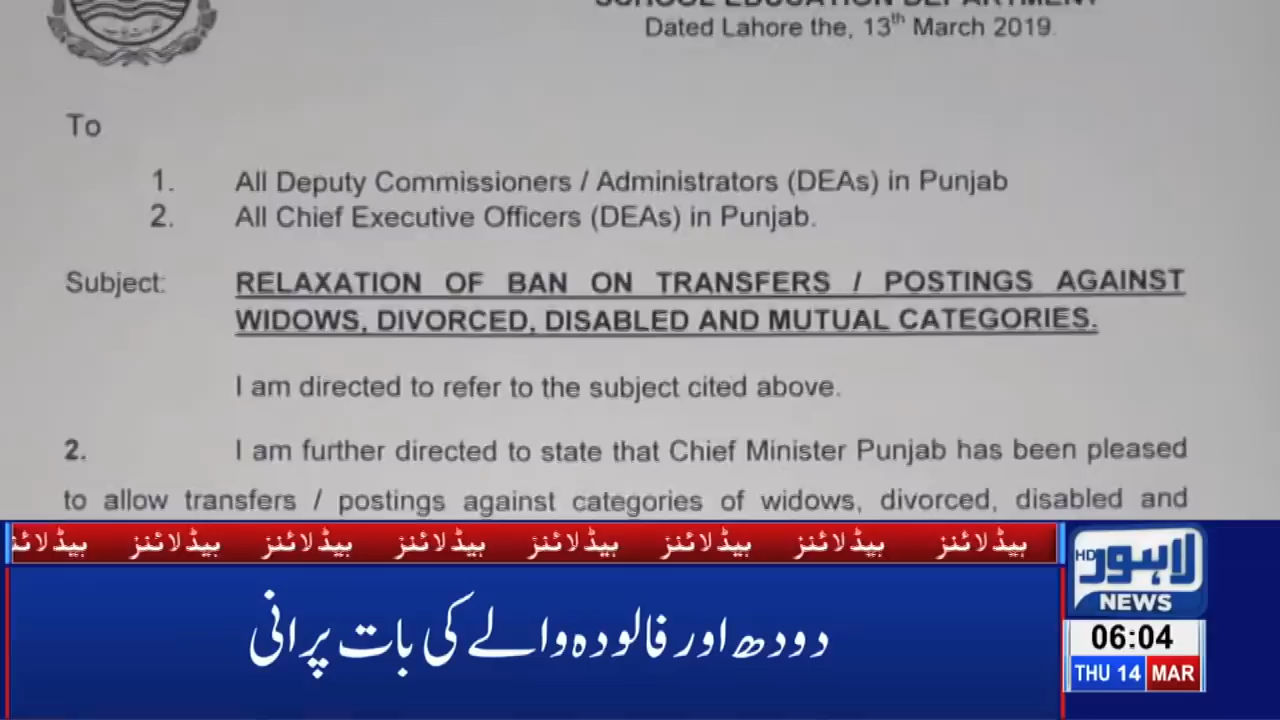 SCHOOL EDUCATION DEPARTMENT
Dated Lahore the, 13th March 2019.
To
1. All Deputy Commissioners / Administrators (DEAs) in Punjab
2. All Chief Executive Officers (DEAs) in Punjab.
Subject: RELAXATION OF BAN ON TRANSFERS / POSTINGS AGAINST
WIDOWS, DIVORCED, DISABLED AND MUTUAL CATEGORIES.
I am directed to refer to the subject cited above.
2. I am further directed to state that Chief Minister Punjab has been pleased
to allow transfers / postings against categories of widows, divorced, disabled and
ہیڈلائنز ہیڈلائنز ہیڈلائنز ہیڈلائنز ہیڈلائنز ہیڈلائنز ہیڈلائنز ہیڈلائنز
دودھ اور فالودہ والے کی بات پرانی
HD لاہور
NEWS
06:04
THU 14 MAR